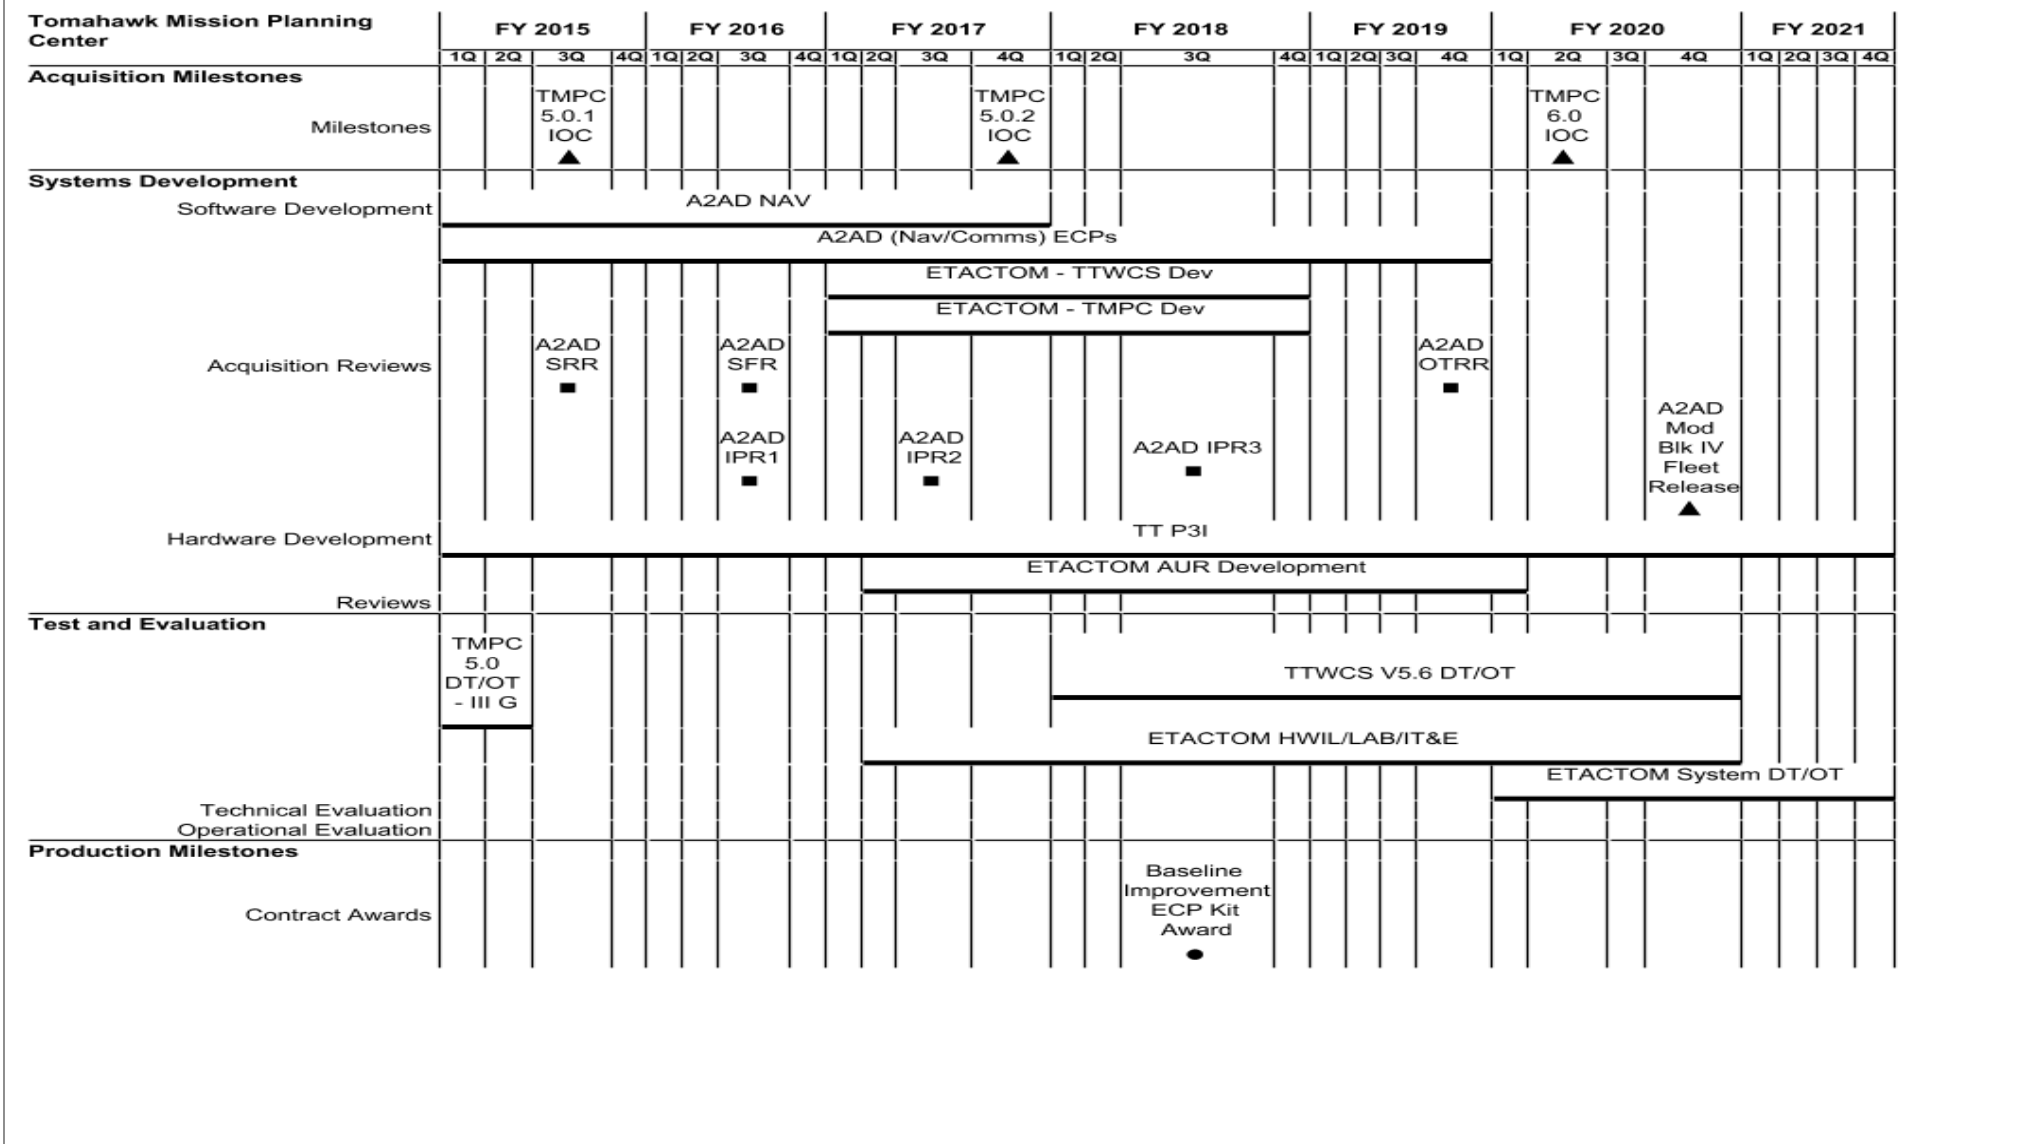 Tomahawk Mission Planning
Center
FY 2015 FY 2016 FY 2017 FY 2018 FY 2019 FY 2020 FY 2021
1Q 2Q 3Q 4Q 1Q 2Q 3Q 4Q 1Q 2Q 3Q 4Q 1Q 2Q 3Q 4Q 1Q 2Q 3Q 4Q 1Q 2Q 3Q 4Q 1Q 2Q 3Q 4Q
Acquisition Milestones
Milestones
TMPC
5.0.1
IOC
TMPC
5.0.2
IOC
TMPC
6.0
IOC
Systems Development
Software Development
A2AD NAV
A2AD (Nav/Comms) ECPs
ETACTOM - TTWCS Dev
ETACTOM - TMPC Dev
Acquisition Reviews
A2AD
SRR
A2AD
SFR
A2AD
OTRR
A2AD
IPR1
A2AD
IPR2
A2AD IPR3
A2AD
Mod
Blk IV
Fleet
Release
Hardware Development
TT P3I
ETACTOM AUR Development
Reviews
Test and Evaluation
TMPC
5.0
DT/OT
- III G
TTWCS V5.6 DT/OT
ETACTOM HWIL/LAB/IT&E
ETACTOM System DT/OT
Technical Evaluation
Operational Evaluation
Production Milestones
Contract Awards
Baseline
Improvement
ECP Kit
Award